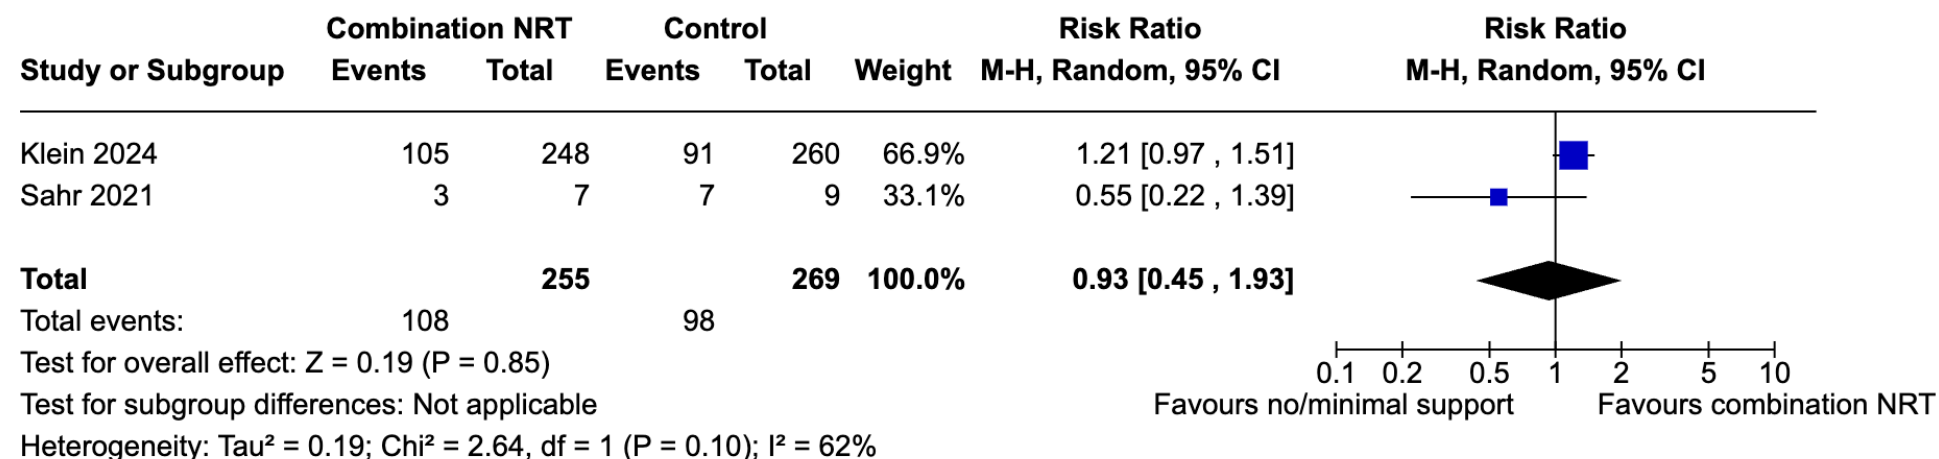 Combination NRT Control Risk Ratio Risk Ratio
Study or Subgroup Events Total Events Total Weight M-H, Random, 95% CI M-H, Random, 95% CI
Klein 2024 105 248 91 260 66.9% 1.21 [0.97 , 1.51]
Sahr 2021 3 7 7 9 33.1% 0.55 [0.22 , 1.39]
Total 255 269 100.0% 0.93 [0.45 , 1.93]
Total events: 108 98
Test for overall effect: Z = 0.19 (P = 0.85) 0.1 0.2 0.5 1 2 5 10
Test for subgroup differences: Not applicable Favours no/minimal support Favours combination NRT
Heterogeneity: Tau² = 0.19; Chi² = 2.64, df = 1 (P = 0.10); I² = 62%